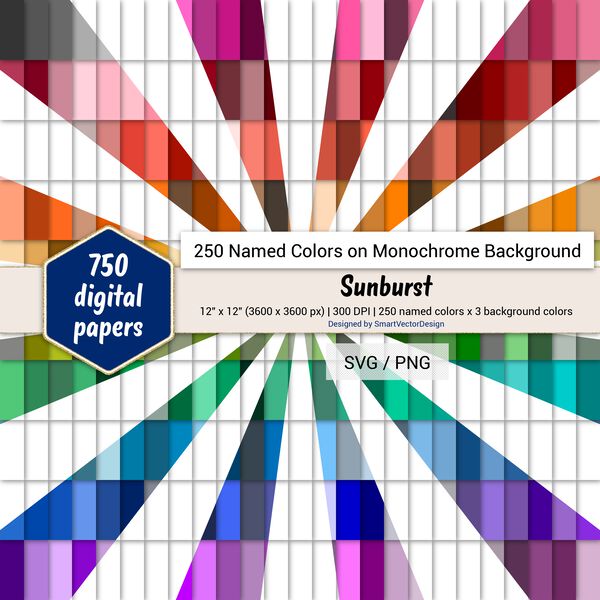 250 Named Colors on Monochrome Background
750
digital
papers
Sunburst
12" x 12" (3600 x 3600 px) | 300 DPI | 250 named colors x 3 background colors
Designed by SmartVectorDesign
SVG / PNG